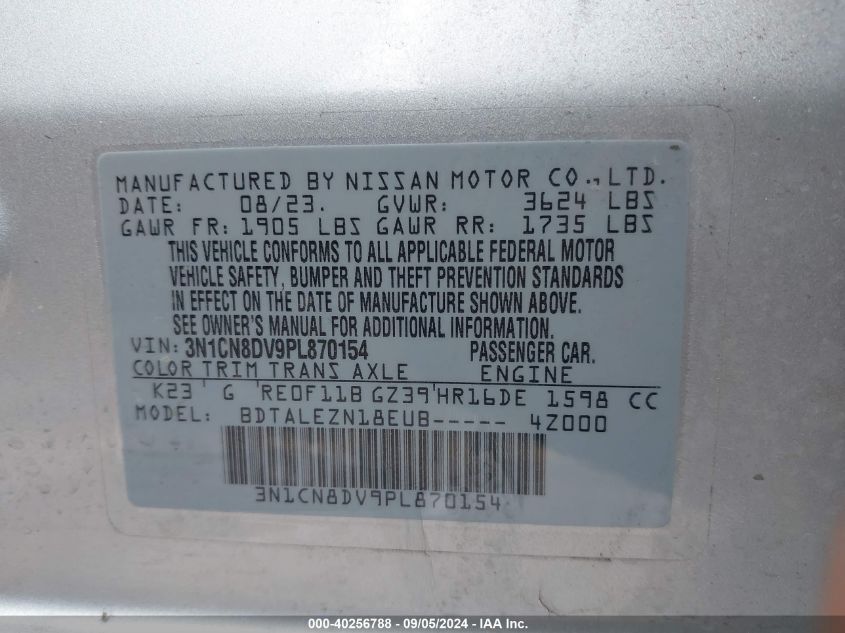 MANUFACTURED BY NISSAN MOTOR CO., LTD.
DATE: 08/23. GVWR: 3624 LBS
GAWR FR: 1905 LBS GAWR RR: 1735 LBS
THIS VEHICLE CONFORMS TO ALL APPLICABLE FEDERAL MOTOR
VEHICLE SAFETY, BUMPER AND THEFT PREVENTION STANDARDS
IN EFFECT ON THE DATE OF MANUFACTURE SHOWN ABOVE.
SEE OWNER'S MANUAL FOR ADDITIONAL INFORMATION.
VIN: 3N1CN8DV9PL870154 PASSENGER CAR.
COLOR TRIM TRANS AXLE ENGINE
K23 G RE0F11B GZ39 HR16DE 1598 CC
MODEL: BDTALEZN18EUB----- 4Z000
3N1CN8DV9PL870154
000-40256788 - 09/05/2024 - IAA Inc.